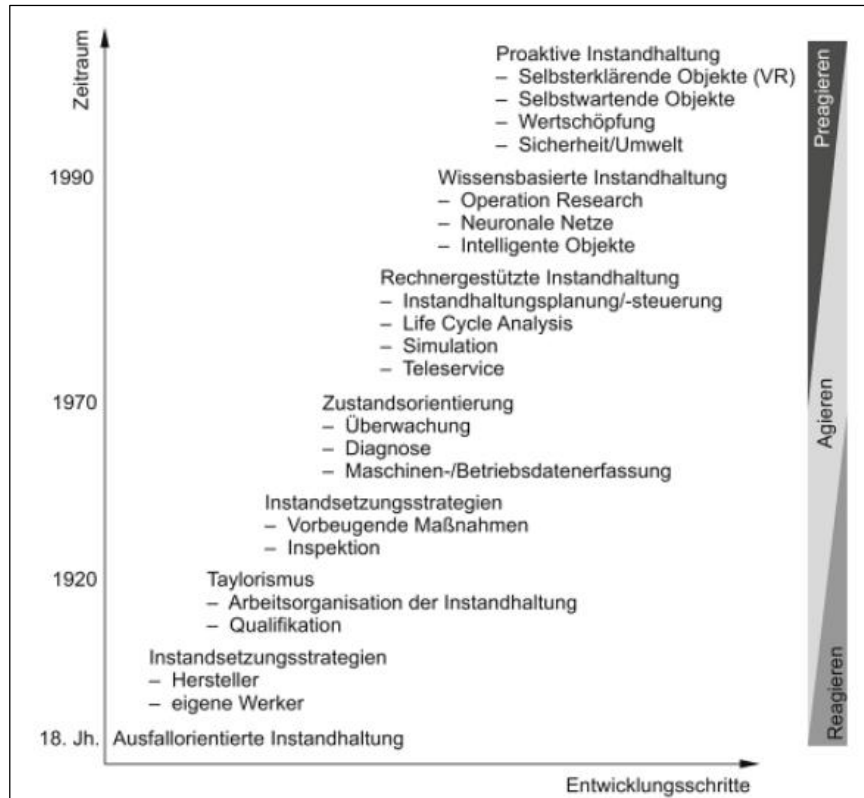 Zeitraum
Proaktive Instandhaltung
– Selbsterklärende Objekte (VR)
– Selbstwartende Objekte
– Wertschöpfung
– Sicherheit/Umwelt
1990
Wissensbasierte Instandhaltung
– Operation Research
– Neuronale Netze
– Intelligente Objekte
Rechnergestützte Instandhaltung
– Instandhaltungsplanung/-steuerung
– Life Cycle Analysis
– Simulation
– Teleservice
1970
Zustandsorientierung
– Überwachung
– Diagnose
– Maschinen-/Betriebsdatenerfassung
Instandsetzungsstrategien
– Vorbeugende Maßnahmen
– Inspektion
1920
Taylorismus
– Arbeitsorganisation der Instandhaltung
– Qualifikation
Instandsetzungsstrategien
– Hersteller
– eigene Werker
18. Jh. Ausfallorientierte Instandhaltung
Entwicklungsschritte
Preagieren
Agieren
Reagieren